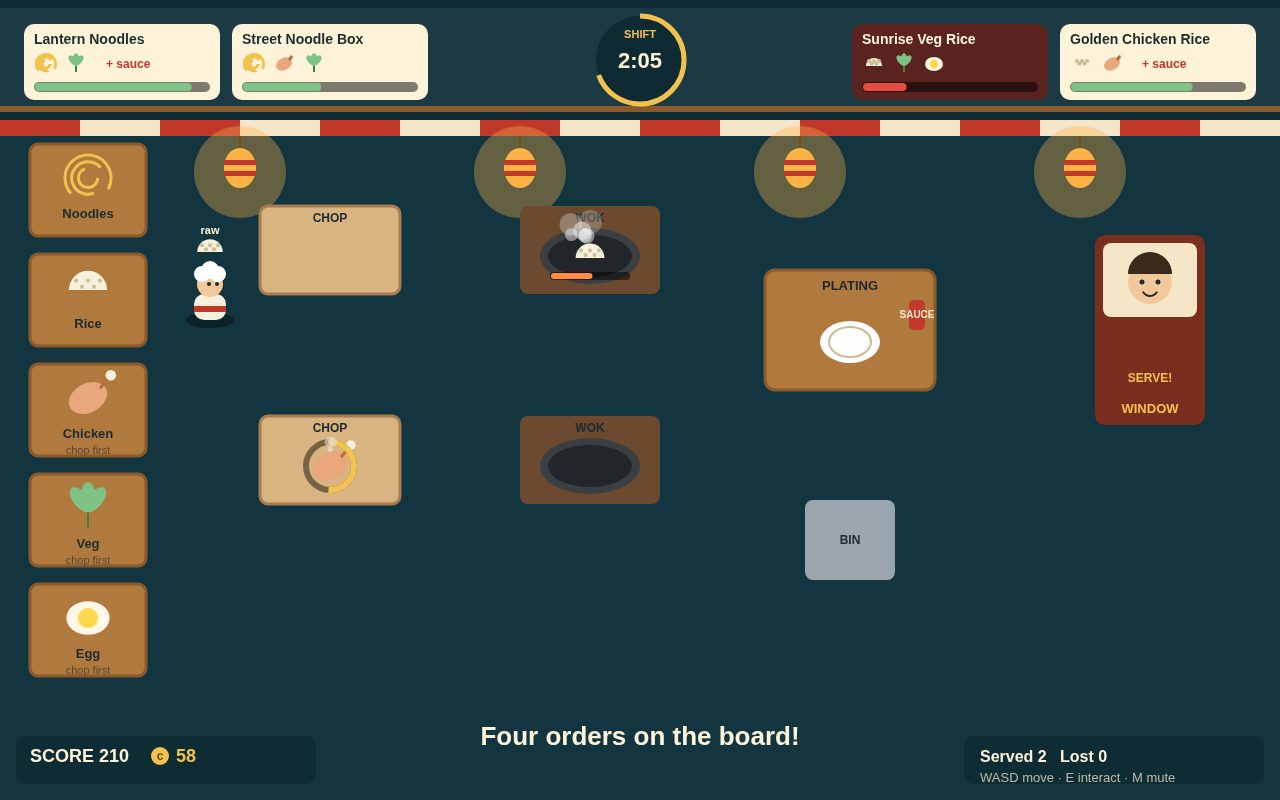 Lantern Noodles
+ sauce
Street Noodle Box
SHIFT
2:05
Sunrise Veg Rice
Golden Chicken Rice
+ sauce
Noodles
Rice
Chicken
chop first
Veg
chop first
Egg
chop first
raw
CHOP
WOK
PLATING
SAUCE
SERVE!
WINDOW
CHOP
WOK
BIN
Four orders on the board!
SCORE 210
c 58
Served 2 Lost 0
WASD move · E interact · M mute